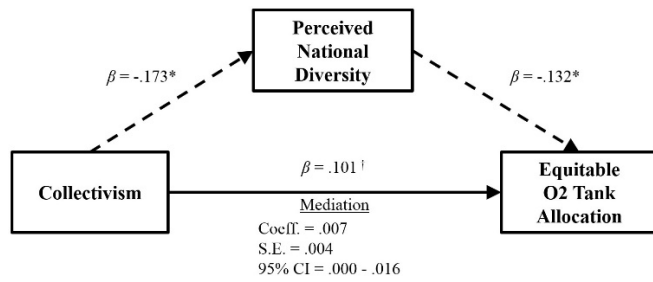 Perceived
National
Diversity
β = -.173*
β = -.132*
Collectivism
β = .101 †
Mediation
Coeff. = .007
S.E. = .004
95% CI = .000 - .016
Equitable
O2 Tank
Allocation